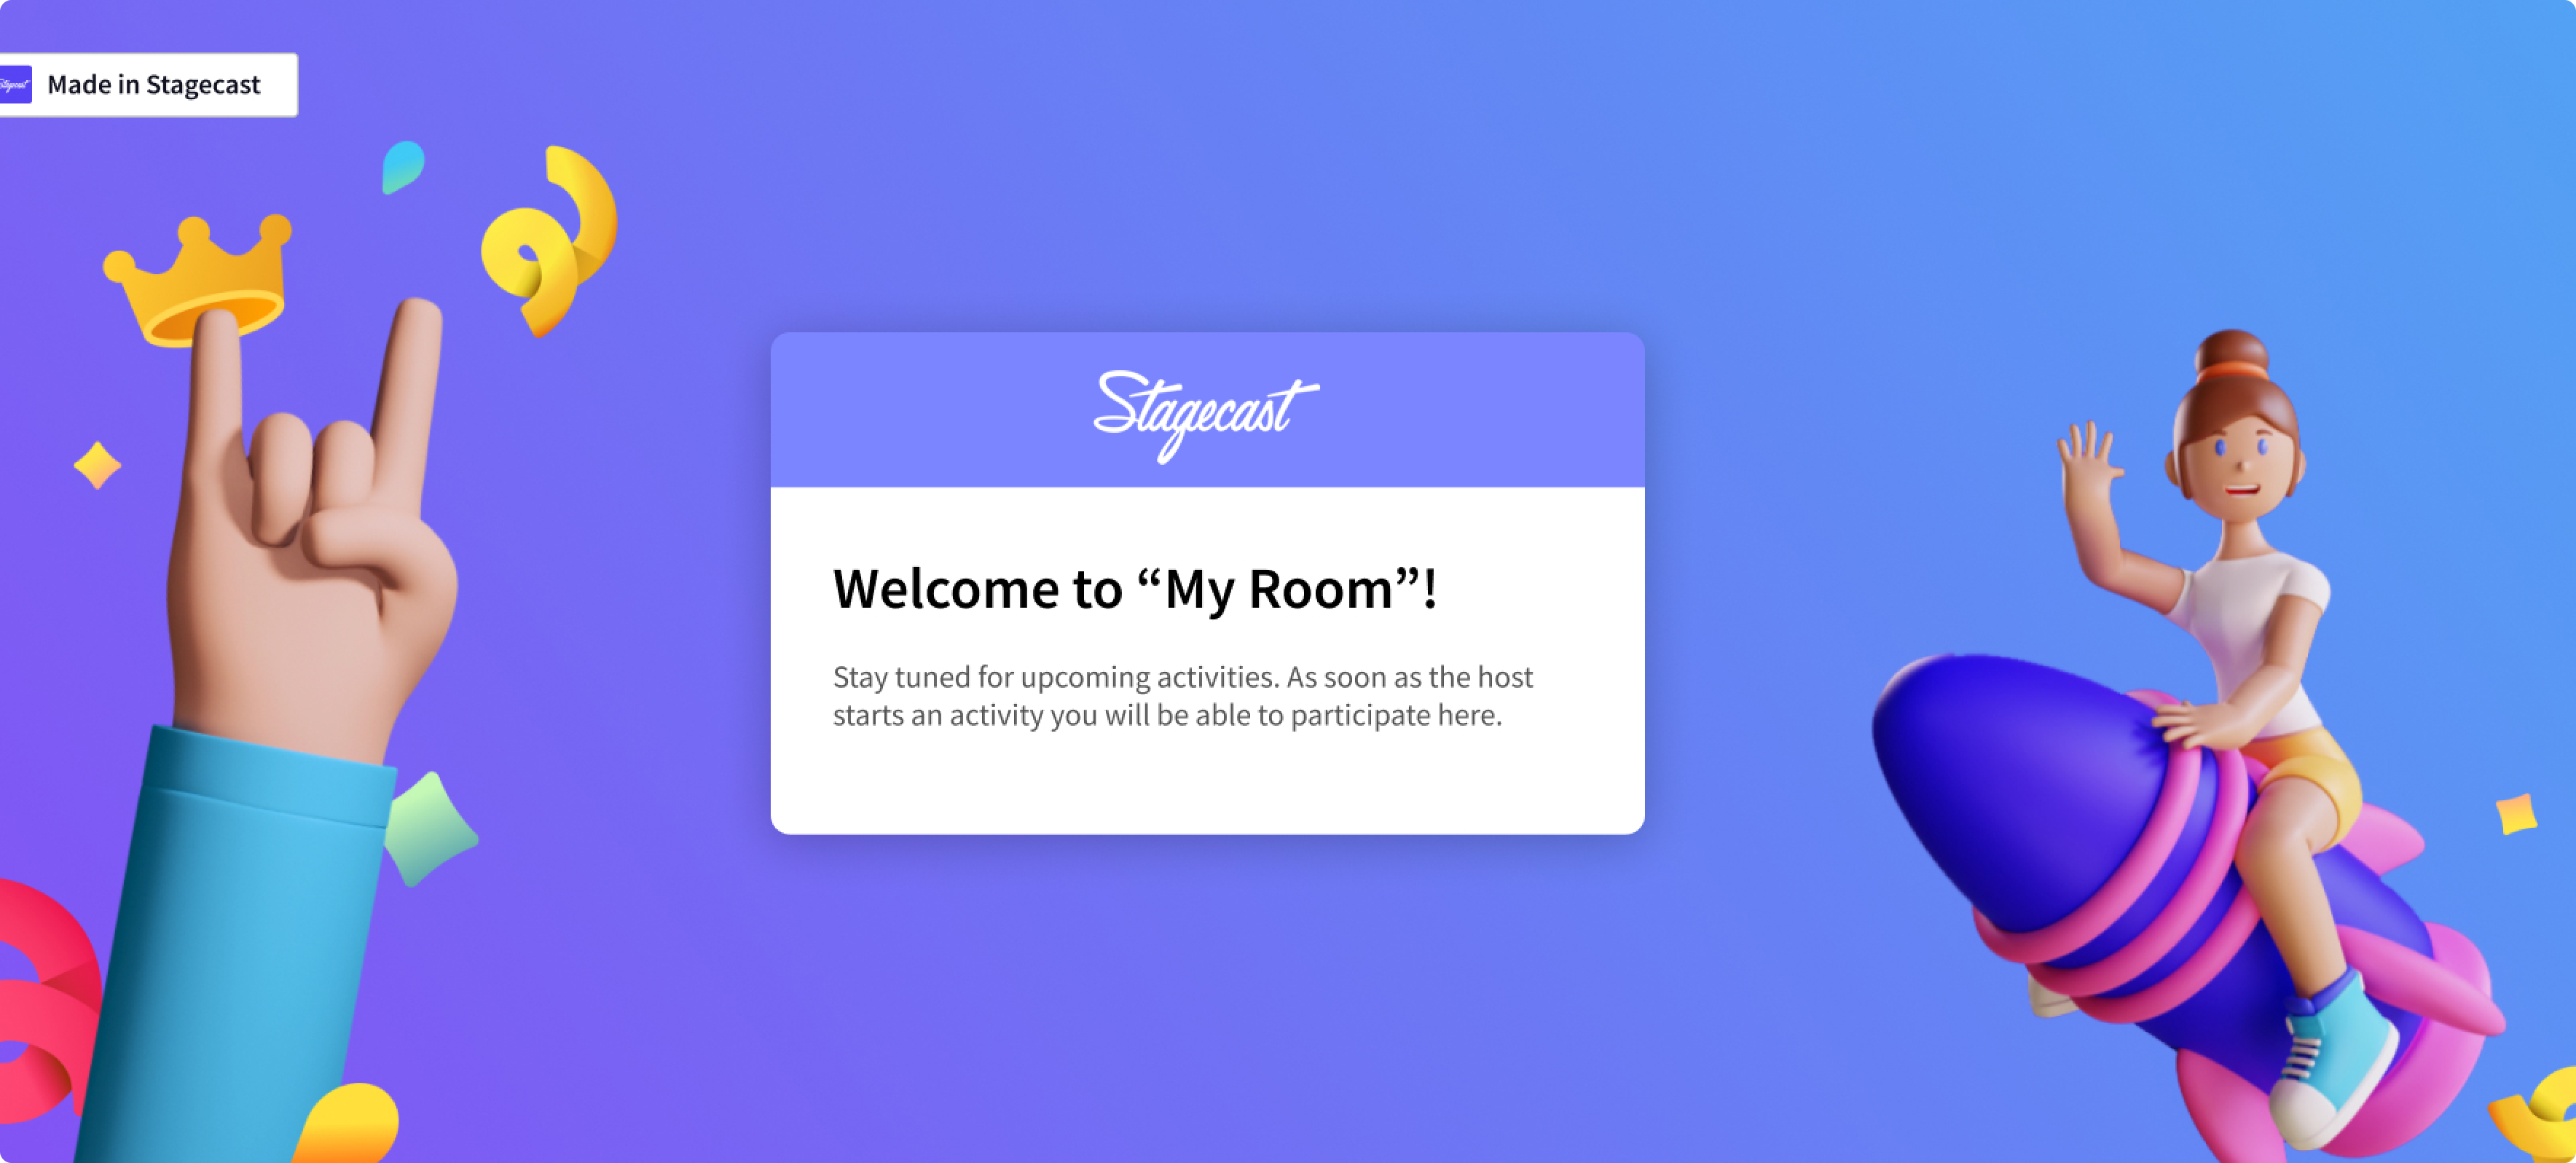 Stagecast
Made in Stagecast
Stagecast
Welcome to “My Room”!
Stay tuned for upcoming activities. As soon as the host
starts an activity you will be able to participate here.